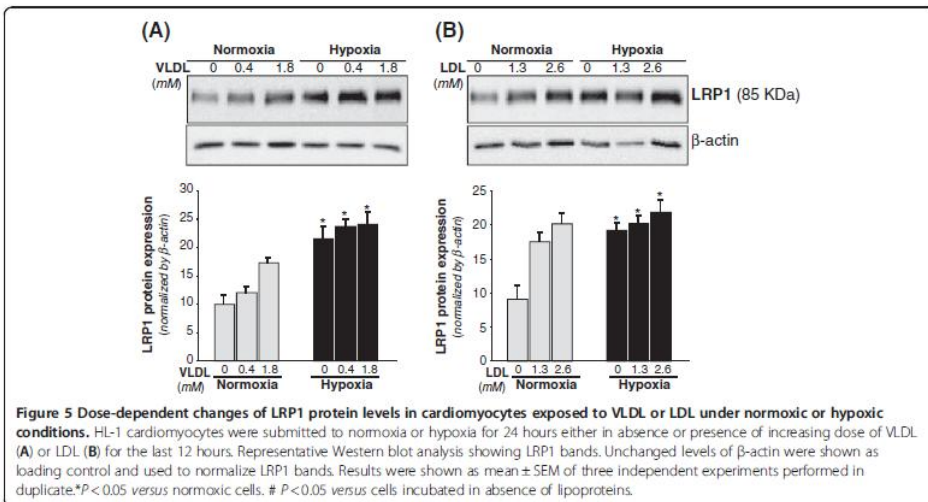 (A)
Normoxia Hypoxia
VLDL 0 0.4 1.8 0 0.4 1.8
(mM)
(B)
Normoxia Hypoxia
LDL 0 1.3 2.6 0 1.3 2.6
(mM)
LRP1 (85 KDa)
β-actin
LRP1 protein expression
(normalized by β-actin)
30
25
20
15
10
5
0
* * *
VLDL 0 0.4 1.8 0 0.4 1.8
(mM) Normoxia Hypoxia
LRP1 protein expression
(normalized by β-actin)
25
20
15
10
5
0
* * *
LDL 0 1.3 2.6 0 1.3 2.6
(mM) Normoxia Hypoxia
Figure 5 Dose-dependent changes of LRP1 protein levels in cardiomyocytes exposed to VLDL or LDL under normoxic or hypoxic
conditions. HL-1 cardiomyocytes were submitted to normoxia or hypoxia for 24 hours either in absence or presence of increasing dose of VLDL
(A) or LDL (B) for the last 12 hours. Representative Western blot analysis showing LRP1 bands. Unchanged levels of β-actin were shown as
loading control and used to normalize LRP1 bands. Results were shown as mean ± SEM of three independent experiments performed in
duplicate.*P < 0.05 versus normoxic cells. # P < 0.05 versus cells incubated in absence of lipoproteins.